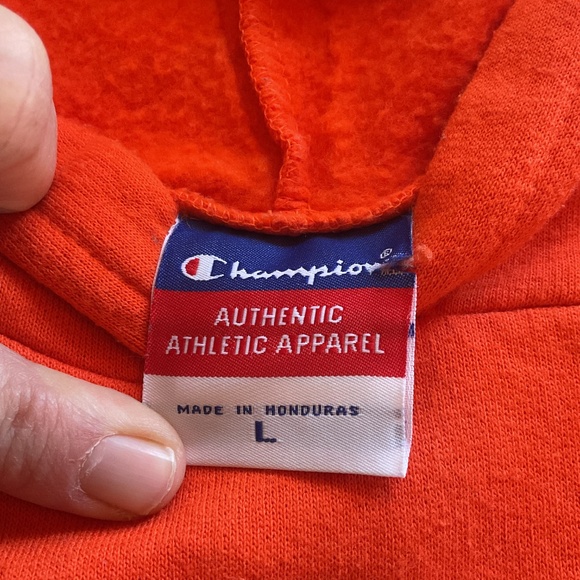 Champion®
AUTHENTIC
ATHLETIC APPAREL
MADE IN HONDURAS
L